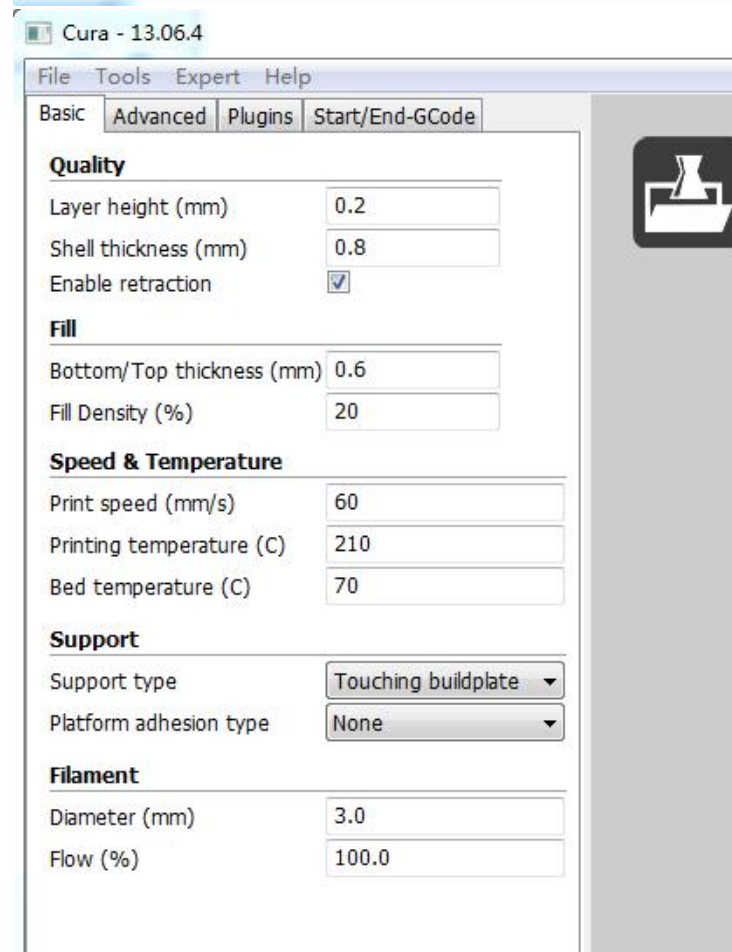 Cura - 13.06.4
File Tools Expert Help
Basic Advanced Plugins Start/End-GCode
Quality
Layer height (mm) 0.2
Shell thickness (mm) 0.8
Enable retraction
Fill
Bottom/Top thickness (mm) 0.6
Fill Density (%) 20
Speed & Temperature
Print speed (mm/s) 60
Printing temperature (C) 210
Bed temperature (C) 70
Support
Support type Touching buildplate
Platform adhesion type None
Filament
Diameter (mm) 3.0
Flow (%) 100.0